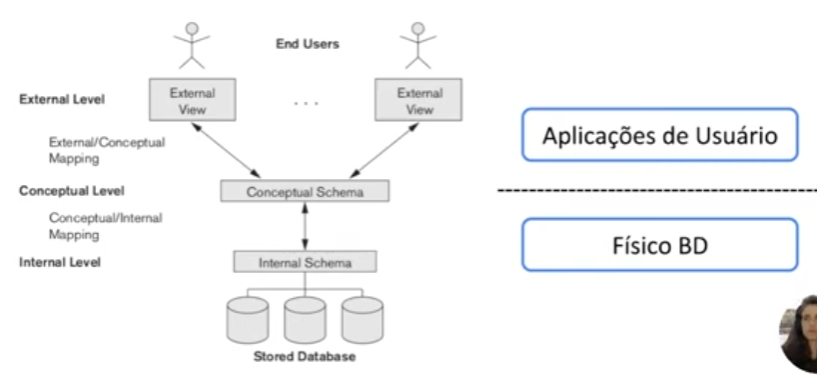 End Users
External Level
External
View
. . .
External
View
External/Conceptual
Mapping
Conceptual Level
Conceptual Schema
Conceptual/Internal
Mapping
Internal Level
Internal Schema
Stored Database
Aplicações de Usuário
Físico BD